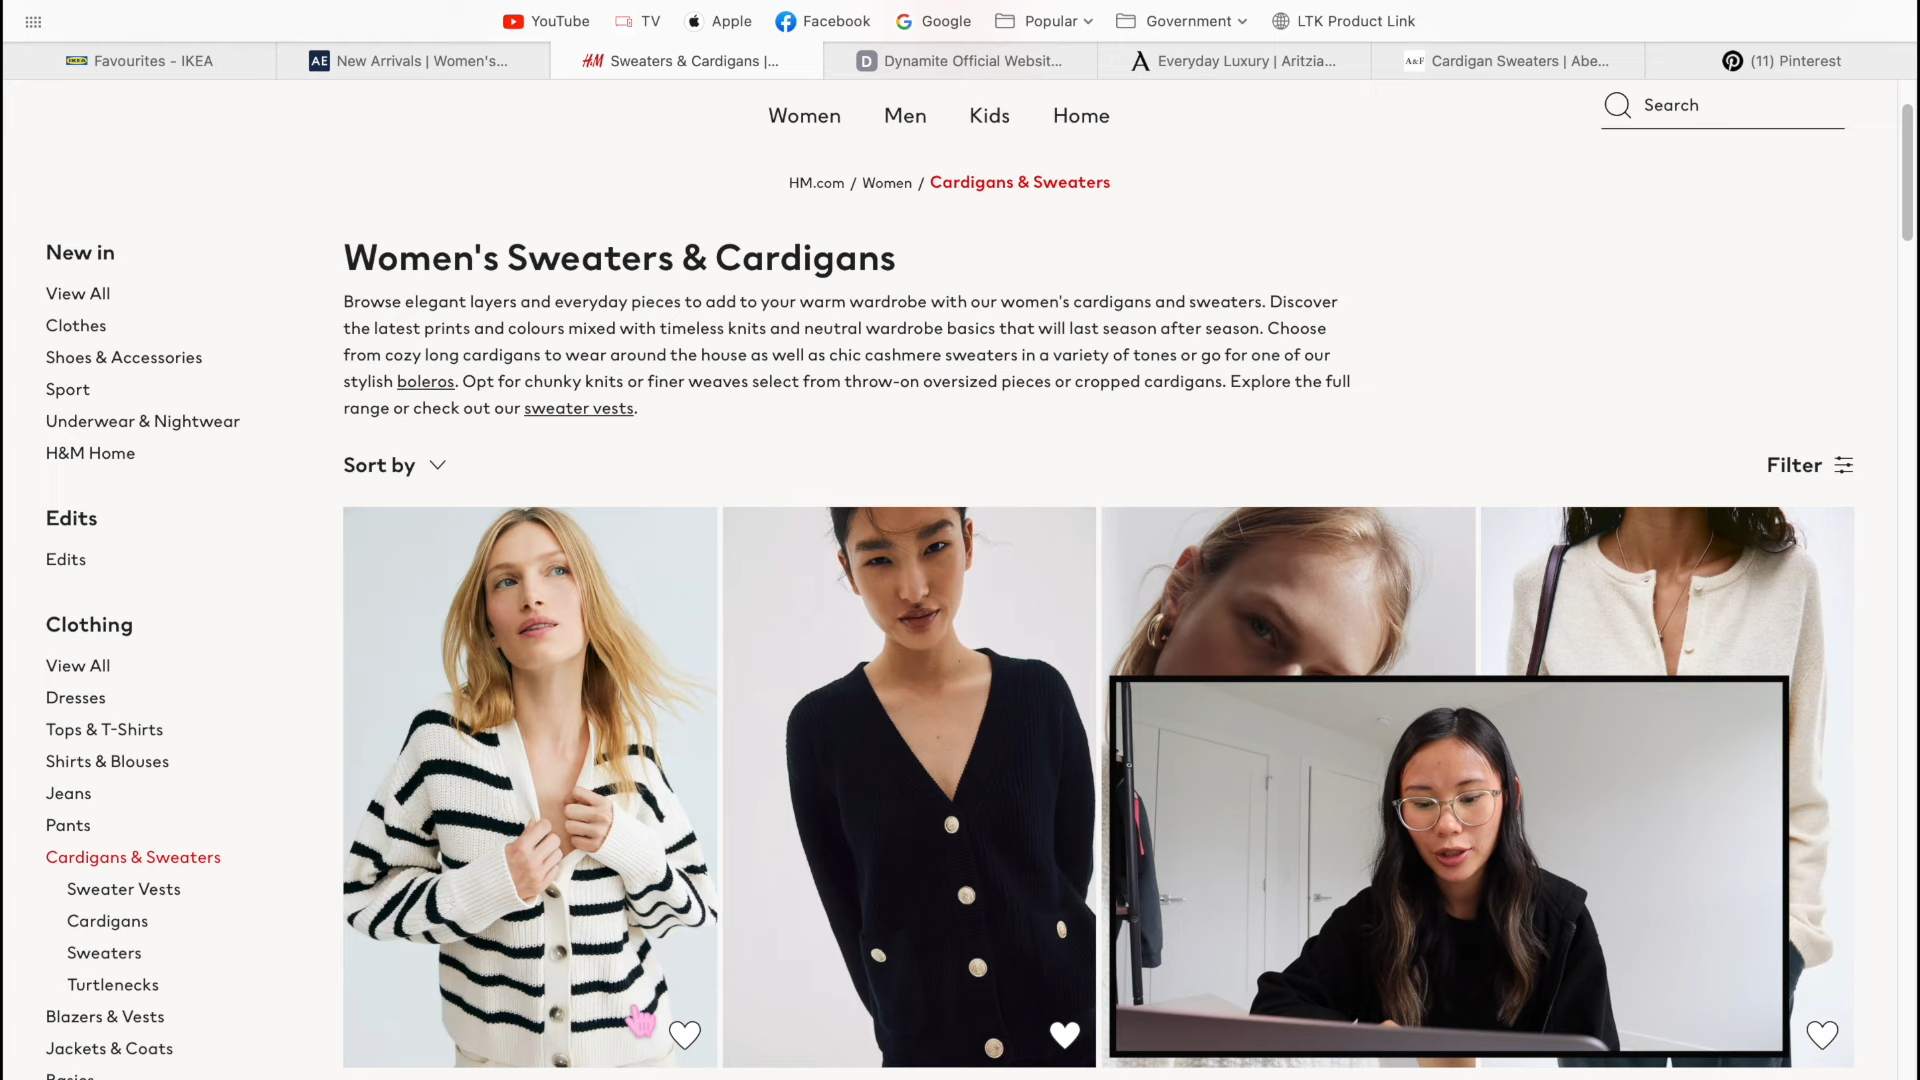 YouTube
TV
Apple
Facebook
Google
Popular
Government
LTK Product Link
IKEA
Favourites - IKEA
AE
New Arrivals | Women's...
H&M
Sweaters & Cardigans |...
D
Dynamite Official Websit...
A
Everyday Luxury | Aritzia...
A&F
Cardigan Sweaters | Abe...
(11) Pinterest
Women
Men
Kids
Home
Search
HM.com / Women / Cardigans & Sweaters
New in
View All
Clothes
Shoes & Accessories
Sport
Underwear & Nightwear
H&M Home
Edits
Edits
Clothing
View All
Dresses
Tops & T-Shirts
Shirts & Blouses
Jeans
Pants
Cardigans & Sweaters
Sweater Vests
Cardigans
Sweaters
Turtlenecks
Blazers & Vests
Jackets & Coats
Women's Sweaters & Cardigans
Browse elegant layers and everyday pieces to add to your warm wardrobe with our women's cardigans and sweaters. Discover
the latest prints and colours mixed with timeless knits and neutral wardrobe basics that will last season after season. Choose
from cozy long cardigans to wear around the house as well as chic cashmere sweaters in a variety of tones or go for one of our
stylish boleros. Opt for chunky knits or finer weaves select from throw-on oversized pieces or cropped cardigans. Explore the full
range or check out our sweater vests.
Sort by
Filter